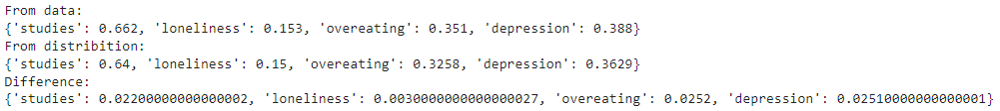 From data:
{'studies': 0.662, 'loneliness': 0.153, 'overeating': 0.351, 'depression': 0.388}
From distribition:
{'studies': 0.64, 'loneliness': 0.15, 'overeating': 0.3258, 'depression': 0.3629}
Difference:
{'studies': 0.02200000000000002, 'loneliness': 0.0030000000000000027, 'overeating': 0.0252, 'depression': 0.02510000000000001}